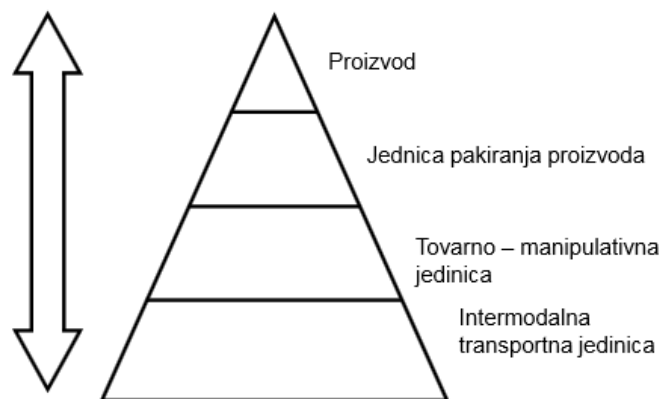 Proizvod
Jednica pakiranja proizvoda
Tovarno – manipulativna
jedinica
Intermodalna
transportna jedinica